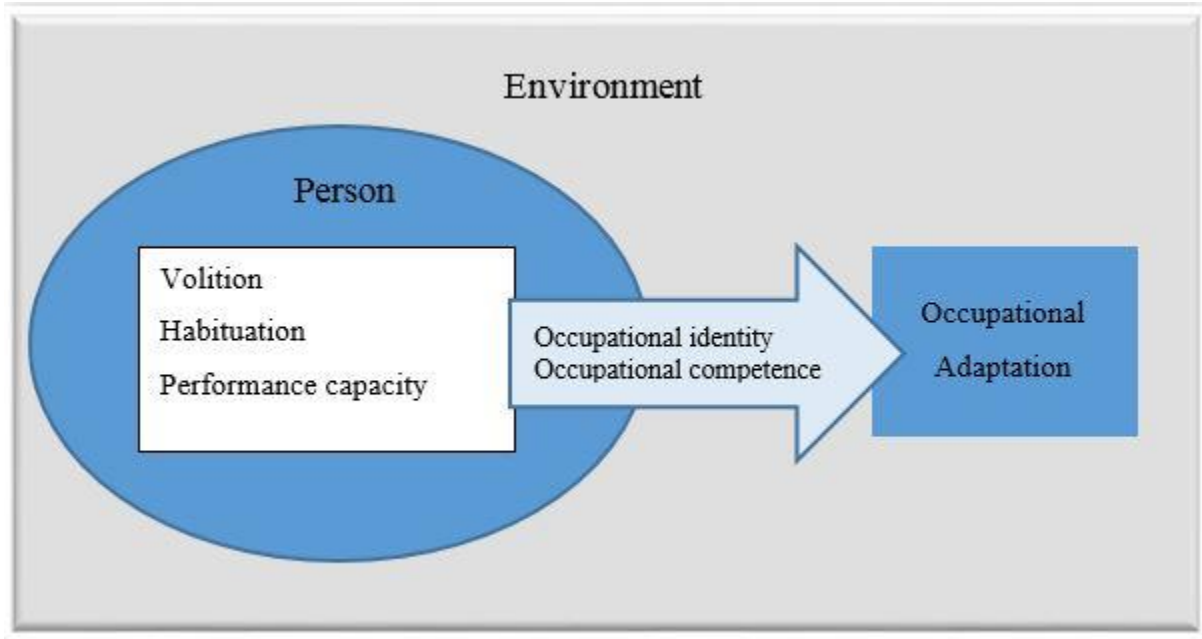 Environment
Person
Volition
Habituation
Performance capacity
Occupational identity
Occupational competence
Occupational
Adaptation